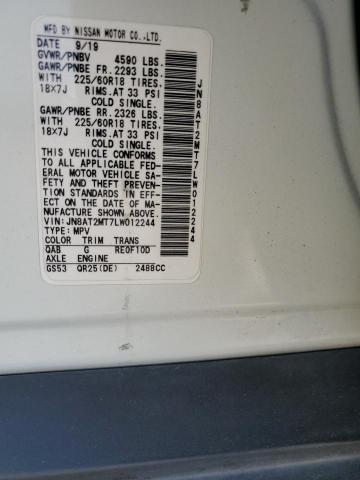 MFD BY NISSAN MOTOR CO.,LTD.
DATE 9/19
GVWR/PNBV 4590 LBS.
GAWR/PNBE FR. 2293 LBS.
WITH 225/60R18 TIRES,
18X7J RIMS.AT 33 PSI
COLD SINGLE.
GAWR/PNBE RR. 2326 LBS.
WITH 225/60R18 TIRES,
18X7J RIMS.AT 33 PSI
COLD SINGLE.
THIS VEHICLE CONFORMS
TO ALL APPLICABLE FED-
ERAL MOTOR VEHICLE SA-
FETY AND THEFT PREVEN-
TION STANDARDS IN EFF-
ECT ON THE DATE OF MA-
NUFACTURE SHOWN ABOVE.
VIN: JN8AT2MT7LW012244
TYPE: MPV
COLOR TRIM TRANS
QAB G RE0F10D
AXLE ENGINE
GS53 QR25(DE) 2488CC
JN8AT2MT7LW012244